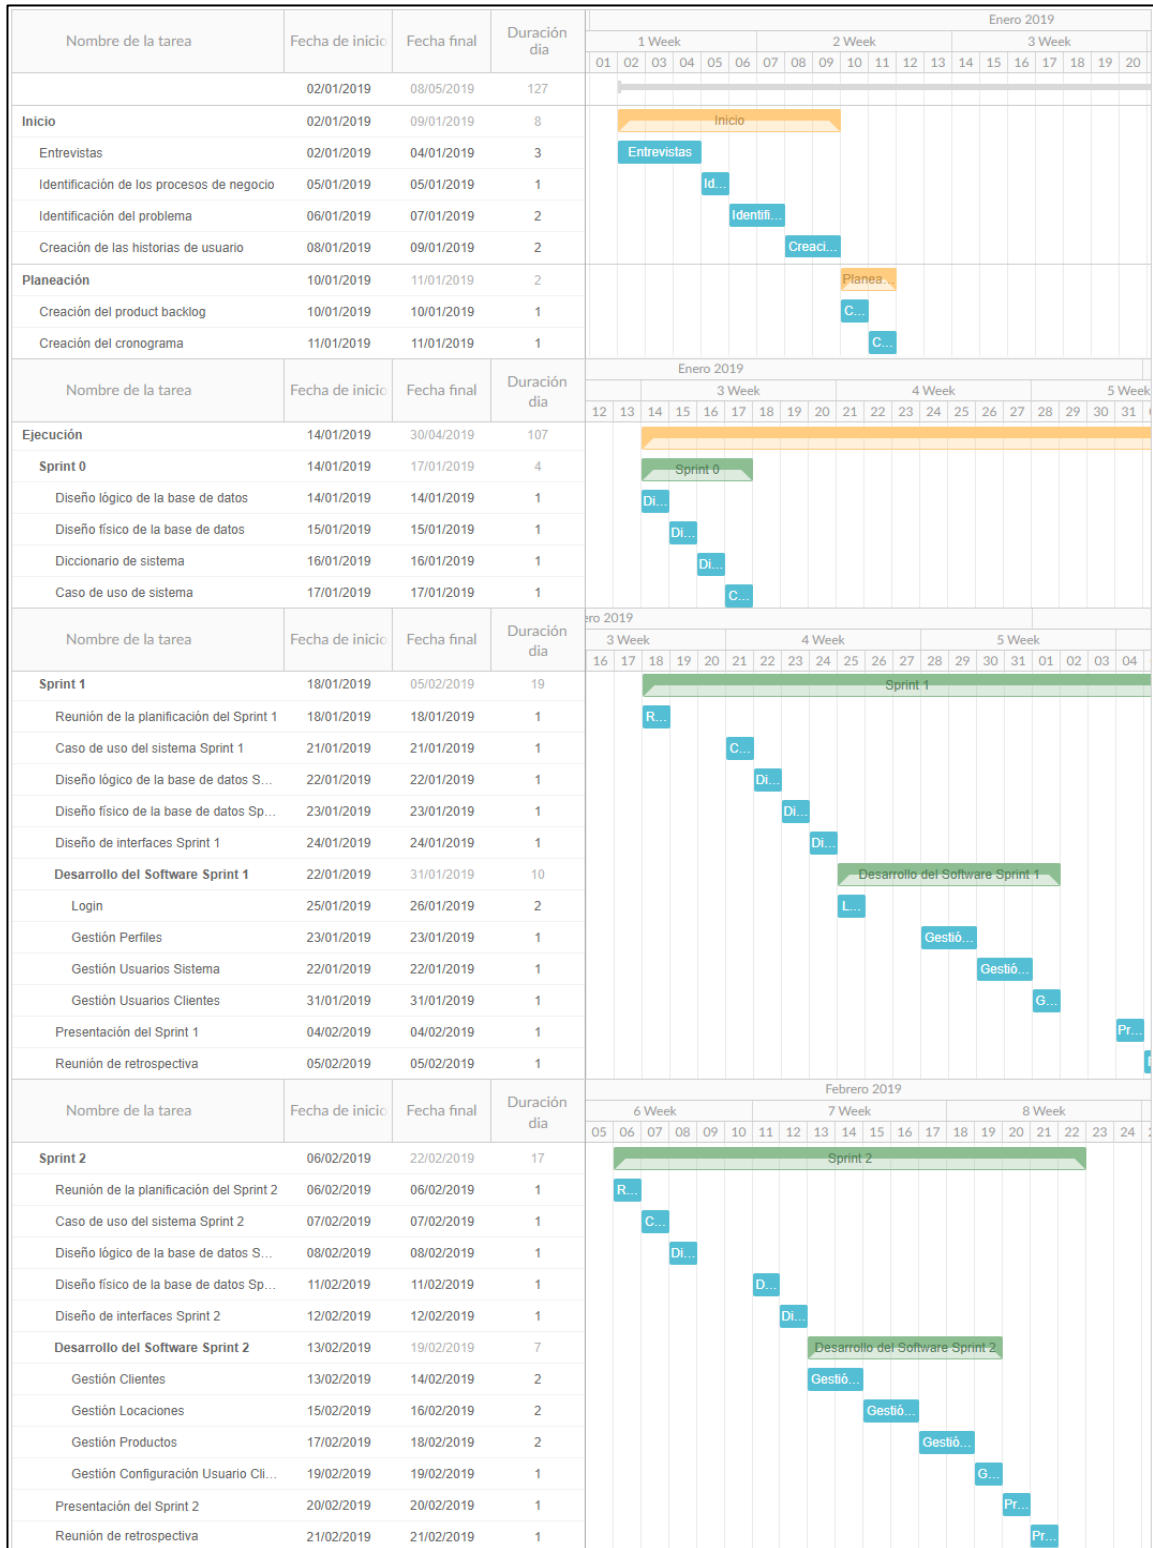 Nombre de la tarea Fecha de inicio Fecha final Duración dia Enero 2019
1 Week 2 Week 3 Week
01 02 03 04 05 06 07 08 09 10 11 12 13 14 15 16 17 18 19 20
02/01/2019 08/05/2019 127
Inicio 02/01/2019 09/01/2019 8 Inicio
Entrevistas 02/01/2019 04/01/2019 3 Entrevistas
Identificación de los procesos de negocio 05/01/2019 05/01/2019 1 Id...
Identificación del problema 06/01/2019 07/01/2019 2 Identifi...
Creación de las historias de usuario 08/01/2019 09/01/2019 2 Creaci...
Planeación 10/01/2019 11/01/2019 2 Planea...
Creación del product backlog 10/01/2019 10/01/2019 1 C...
Creación del cronograma 11/01/2019 11/01/2019 1 C...
Nombre de la tarea Fecha de inicio Fecha final Duración dia Enero 2019
3 Week 4 Week 5 Week
12 13 14 15 16 17 18 19 20 21 22 23 24 25 26 27 28 29 30 31
Ejecución 14/01/2019 30/04/2019 107
Sprint 0 14/01/2019 17/01/2019 4 Sprint 0
Diseño lógico de la base de datos 14/01/2019 14/01/2019 1 Di...
Diseño físico de la base de datos 15/01/2019 15/01/2019 1 Di...
Diccionario de sistema 16/01/2019 16/01/2019 1 Di...
Caso de uso de sistema 17/01/2019 17/01/2019 1 C...
Nombre de la tarea Fecha de inicio Fecha final Duración dia ero 2019
3 Week 4 Week 5 Week
16 17 18 19 20 21 22 23 24 25 26 27 28 29 30 31 01 02 03 04
Sprint 1 18/01/2019 05/02/2019 19 Sprint 1
Reunión de la planificación del Sprint 1 18/01/2019 18/01/2019 1 R...
Caso de uso del sistema Sprint 1 21/01/2019 21/01/2019 1 C...
Diseño lógico de la base de datos S... 22/01/2019 22/01/2019 1 Di...
Diseño físico de la base de datos Sp... 23/01/2019 23/01/2019 1 Di...
Diseño de interfaces Sprint 1 24/01/2019 24/01/2019 1 Di...
Desarrollo del Software Sprint 1 22/01/2019 31/01/2019 10 Desarrollo del Software Sprint 1
Login 25/01/2019 26/01/2019 2 L...
Gestión Perfiles 23/01/2019 23/01/2019 1 Gestió...
Gestión Usuarios Sistema 22/01/2019 22/01/2019 1 Gestió...
Gestión Usuarios Clientes 31/01/2019 31/01/2019 1 G...
Presentación del Sprint 1 04/02/2019 04/02/2019 1 Pr...
Reunión de retrospectiva 05/02/2019 05/02/2019 1
Nombre de la tarea Fecha de inicio Fecha final Duración dia Febrero 2019
6 Week 7 Week 8 Week
05 06 07 08 09 10 11 12 13 14 15 16 17 18 19 20 21 22 23 24
Sprint 2 06/02/2019 22/02/2019 17 Sprint 2
Reunión de la planificación del Sprint 2 06/02/2019 06/02/2019 1 R...
Caso de uso del sistema Sprint 2 07/02/2019 07/02/2019 1 C...
Diseño lógico de la base de datos S... 08/02/2019 08/02/2019 1 Di...
Diseño físico de la base de datos Sp... 11/02/2019 11/02/2019 1 D...
Diseño de interfaces Sprint 2 12/02/2019 12/02/2019 1 Di...
Desarrollo del Software Sprint 2 13/02/2019 19/02/2019 7 Desarrollo del Software Sprint 2
Gestión Clientes 13/02/2019 14/02/2019 2 Gestió...
Gestión Locaciones 15/02/2019 16/02/2019 2 Gestió...
Gestión Productos 17/02/2019 18/02/2019 2 Gestió...
Gestión Configuración Usuario Cli... 19/02/2019 19/02/2019 1 G...
Presentación del Sprint 2 20/02/2019 20/02/2019 1 Pr...
Reunión de retrospectiva 21/02/2019 21/02/2019 1 Pr...